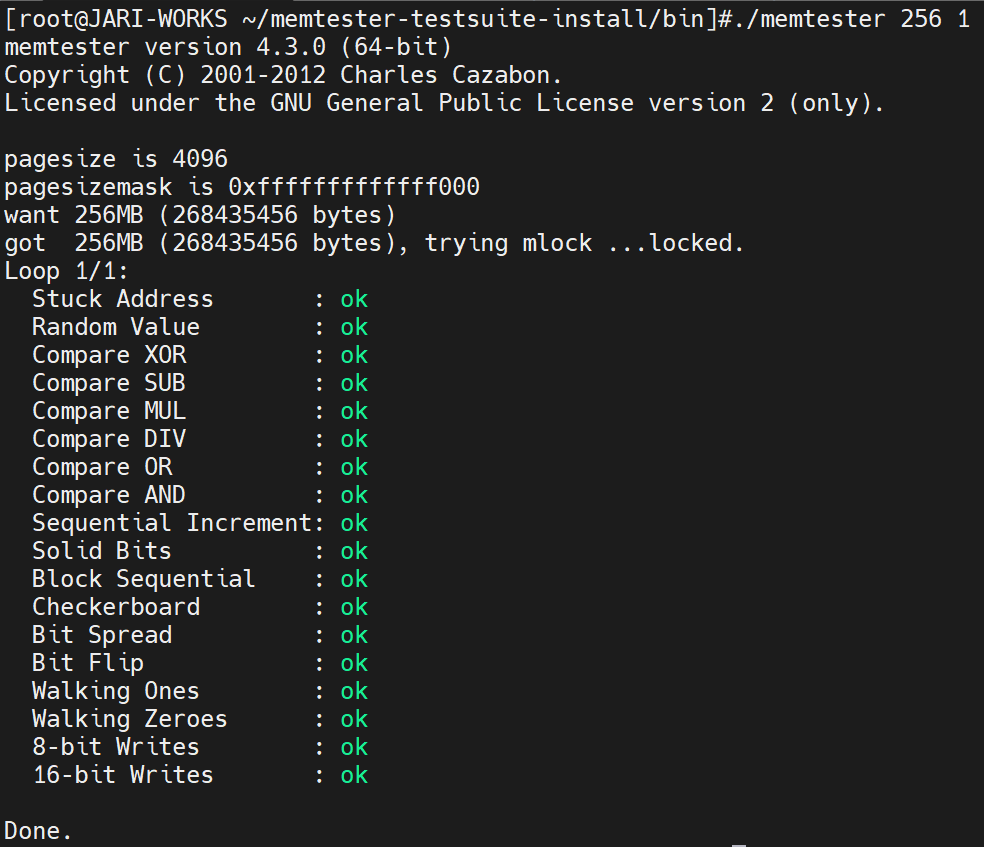 [root@JARI-WORKS ~/memtester-testsuite-install/bin]#./memtester 256 1
memtester version 4.3.0 (64-bit)
Copyright (C) 2001-2012 Charles Cazabon.
Licensed under the GNU General Public License version 2 (only).

pagesize is 4096
pagesizemask is 0xfffffffffffff000
want 256MB (268435456 bytes)
got  256MB (268435456 bytes), trying mlock ...locked.
Loop 1/1:
  Stuck Address       : ok
  Random Value        : ok
  Compare XOR         : ok
  Compare SUB         : ok
  Compare MUL         : ok
  Compare DIV         : ok
  Compare OR          : ok
  Compare AND         : ok
  Sequential Increment: ok
  Solid Bits          : ok
  Block Sequential    : ok
  Checkerboard        : ok
  Bit Spread          : ok
  Bit Flip            : ok
  Walking Ones        : ok
  Walking Zeroes      : ok
  8-bit Writes        : ok
  16-bit Writes       : ok

Done.